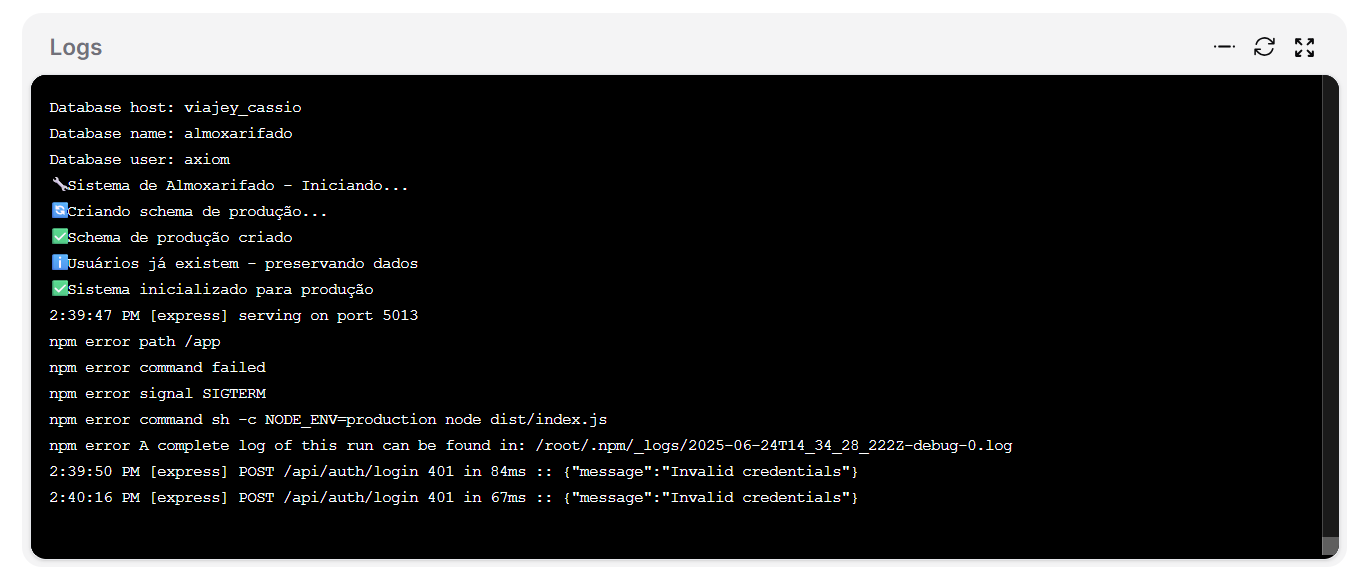 Logs
Database host: viajey_cassio
Database name: almoxarifado
Database user: axiom
🔧Sistema de Almoxarifado - Iniciando...
🔄Criando schema de produção...
✅Schema de produção criado
ℹ️Usuários já existem - preservando dados
✅Sistema inicializado para produção
2:39:47 PM [express] serving on port 5013
npm error path /app
npm error command failed
npm error signal SIGTERM
npm error command sh -c NODE_ENV=production node dist/index.js
npm error A complete log of this run can be found in: /root/.npm/_logs/2025-06-24T14_34_28_222Z-debug-0.log
2:39:50 PM [express] POST /api/auth/login 401 in 84ms :: {"message":"Invalid credentials"}
2:40:16 PM [express] POST /api/auth/login 401 in 67ms :: {"message":"Invalid credentials"}